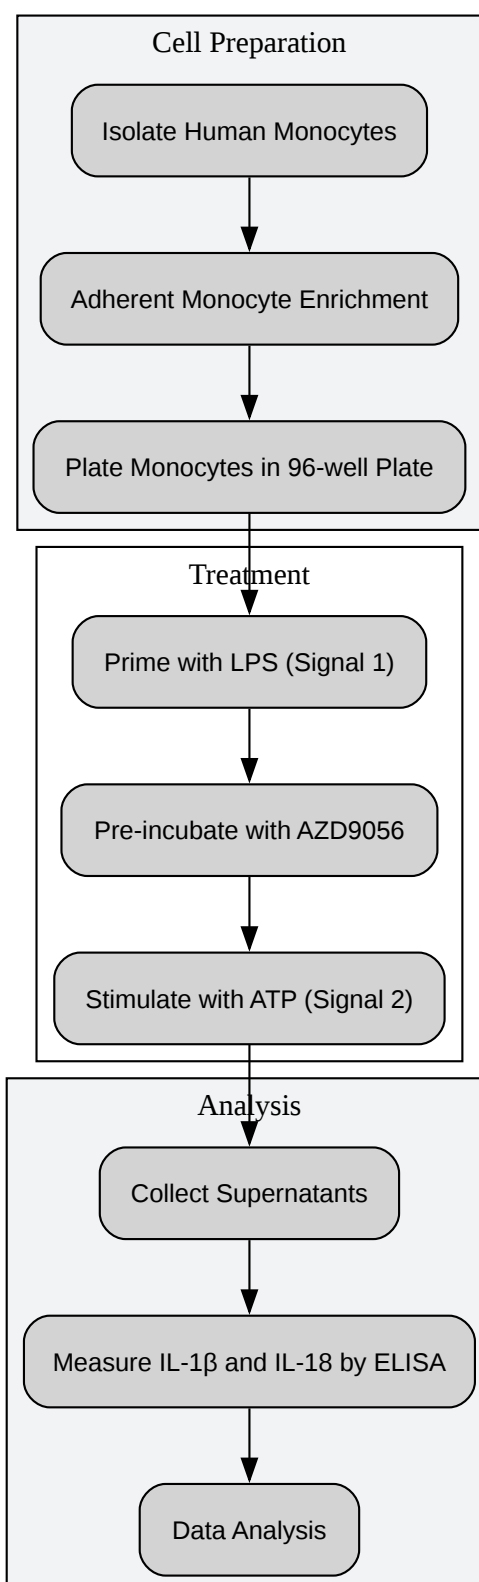 Cell Preparation
Isolate Human Monocytes
Adherent Monocyte Enrichment
Plate Monocytes in 96-well Plate
Treatment
Prime with LPS (Signal 1)
Pre-incubate with AZD9056
Stimulate with ATP (Signal 2)
Analysis
Collect Supernatants
Measure IL-1β and IL-18 by ELISA
Data Analysis